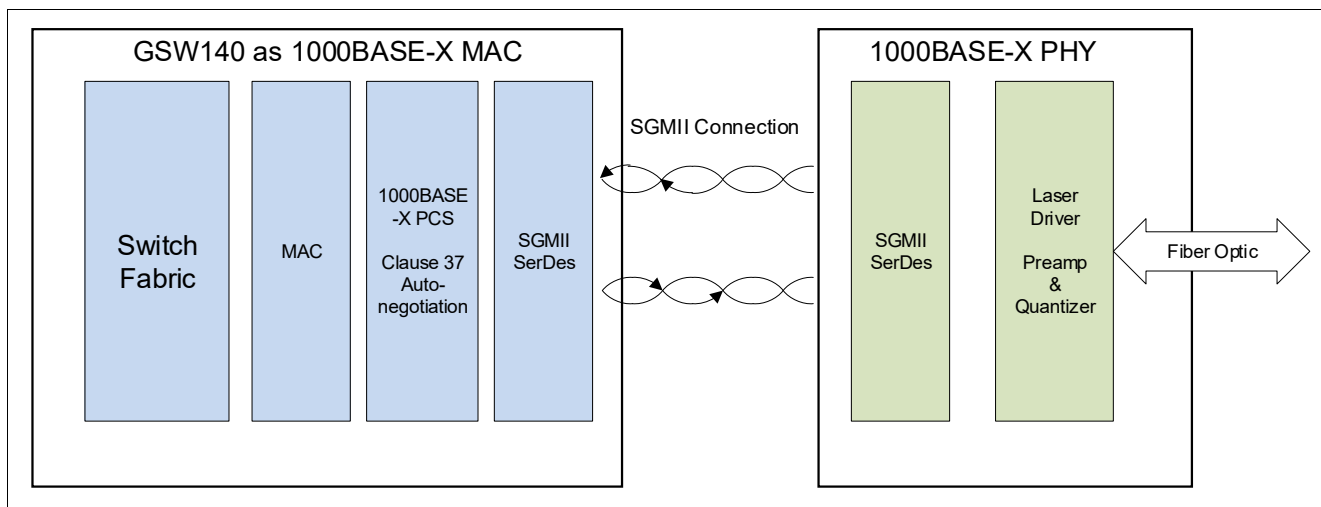 GSW140 as 1000BASE-X MAC
Switch
Fabric
MAC
1000BASE
-X PCS
Clause 37
Auto-
negotiation
SGMII
SerDes
SGMII Connection
1000BASE-X PHY
SGMII
SerDes
Laser
Driver
Preamp
&
Quantizer
Fiber Optic